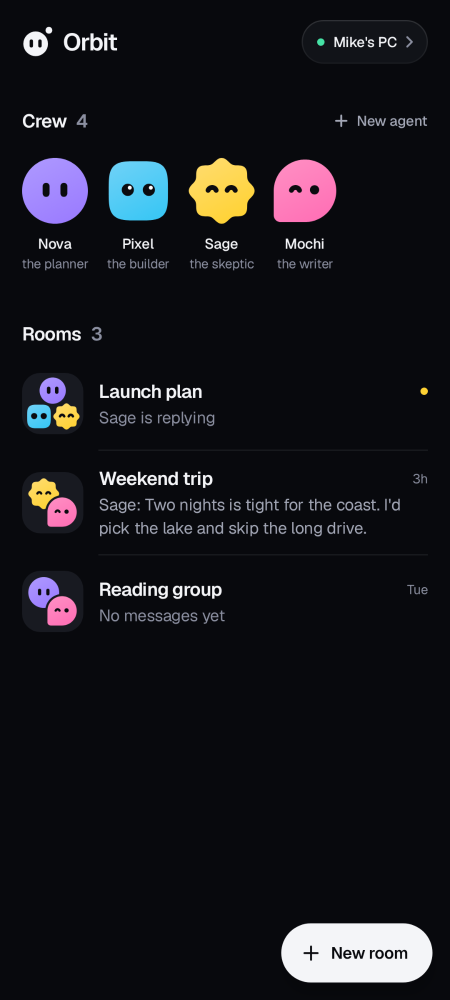 Orbit
Mike's PC
Crew 4
New agent
Nova
Pixel
Sage
Mochi
the planner
the builder
the skeptic
the writer
Rooms 3
Launch plan
Sage is replying
Weekend trip
3h
Sage: Two nights is tight for the coast. I'd
pick the lake and skip the long drive.
Reading group
Tue
No messages yet
New room